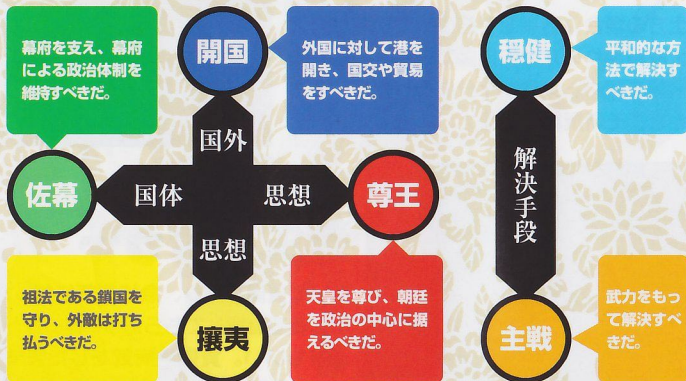 幕府を支え、幕府
による政治体制を
維持すべきだ。
開国
外国に対して港を
開き、国交や貿易
をすべきだ。
穏健
平和的な方
法で解決す
べきだ。
国外
思想
佐幕
国体
思想
尊王
解決手段
祖法である鎖国を
守り、外敵は打ち
払うべきだ。
攘夷
天皇を尊び、朝廷
を政治の中心に据
えるべきだ。
主戦
武力をもっ
て解決すべ
きだ。